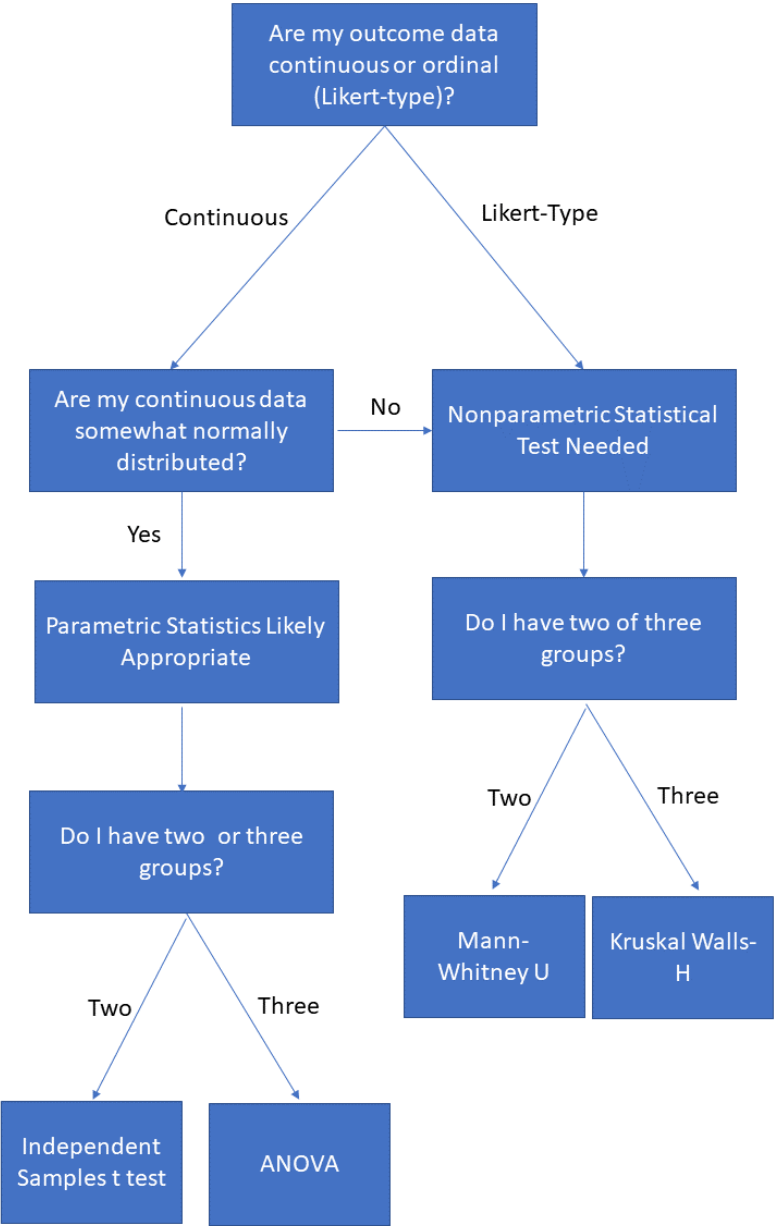 Are my outcome data
continuous or ordinal
(Likert-type)?
Continuous
Likert-Type
Are my continuous data
somewhat normally
distributed?
No
Nonparametric Statistical
Test Needed
Yes
Parametric Statistics Likely
Appropriate
Do I have two of three
groups?
Two
Three
Do I have two or three
groups?
Mann-
Whitney U
Kruskal Walls-
H
Two
Three
Independent
Samples t test
ANOVA